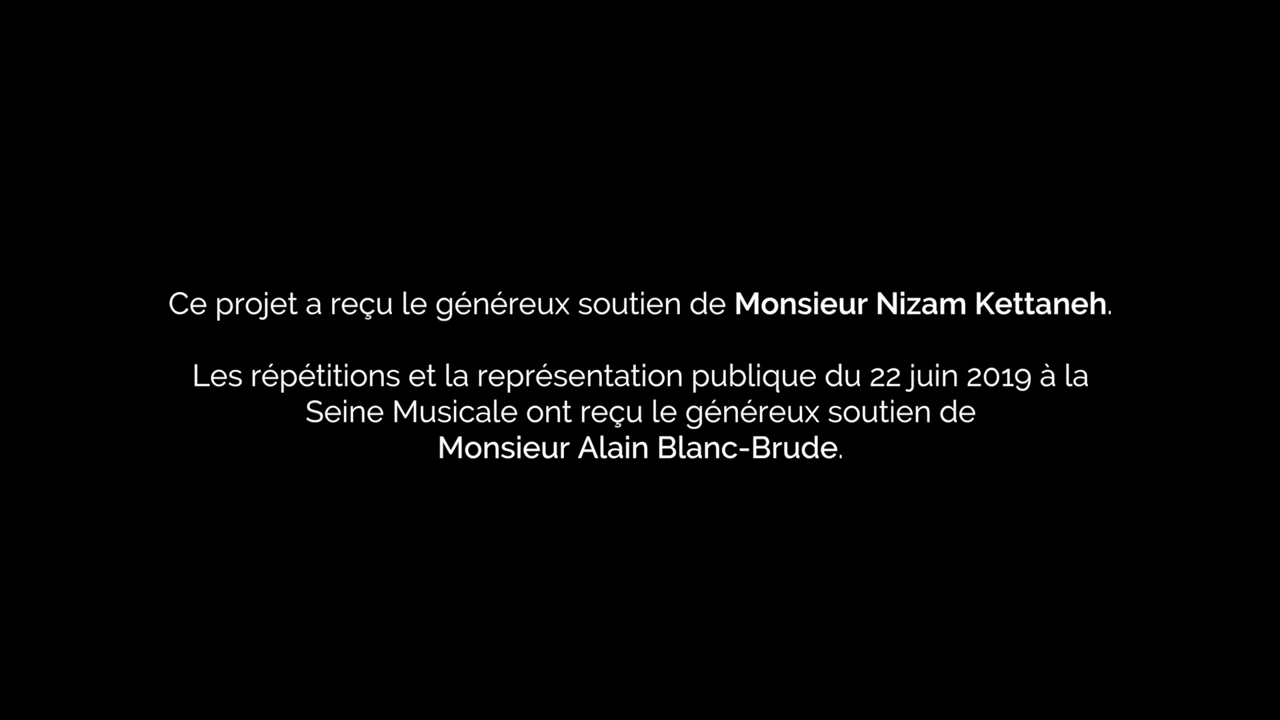 Ce projet a reçu le généreux soutien de Monsieur Nizam Kettaneh.
Les répétitions et la représentation publique du 22 juin 2019 à la
Seine Musicale ont reçu le généreux soutien de
Monsieur Alain Blanc-Brude.